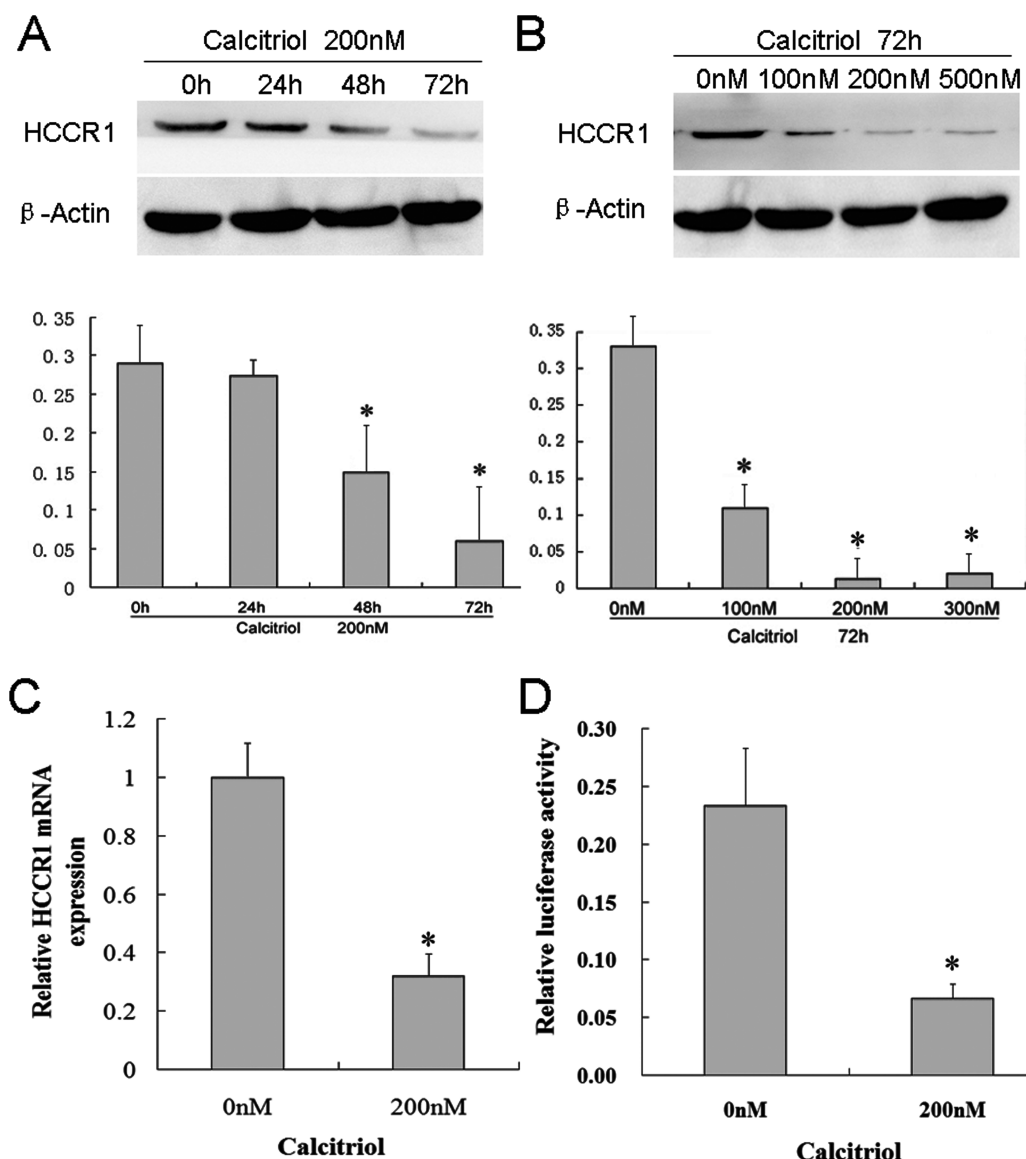 A
Calcitriol 200nM
0h 24h 48h 72h
HCCR1
β-Actin
0.35
0.3
0.25
0.2
0.15
0.1
0.05
0
0h 24h 48h 72h
Calcitriol 200nM
B
Calcitriol 72h
0nM 100nM 200nM 500nM
HCCR1
β-Actin
0.35
0.3
0.25
0.2
0.15
0.1
0.05
0
* * *
0nM 100nM 200nM 300nM
Calcitriol 72h
C
Relative HCCR1 mRNA
expression
1.2
1
0.8
0.6
0.4
0.2
0
*
0nM 200nM
Calcitriol
D
Relative luciferase activity
0.30
0.25
0.20
0.15
0.10
0.05
0.00
*
0nM 200nM
Calcitriol